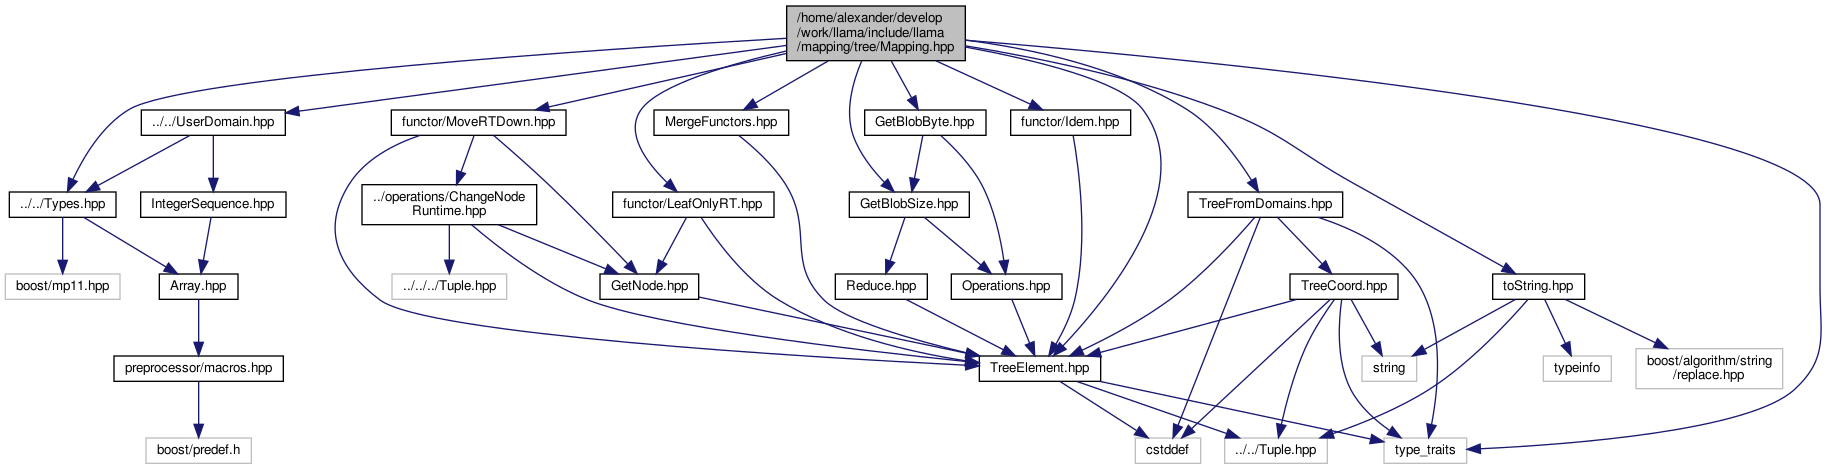 /home/alexander/develop
/work/llama/include/llama
/mapping/tree/Mapping.hpp
../../UserDomain.hpp
functor/MoveRTDown.hpp
MergeFunctors.hpp
GetBlobByte.hpp
functor/Idem.hpp
../../Types.hpp
IntegerSequence.hpp
../operations/ChangeNode
Runtime.hpp
functor/LeafOnlyRT.hpp
GetBlobSize.hpp
TreeFromDomains.hpp
boost/mp11.hpp
Array.hpp
../../../Tuple.hpp
GetNode.hpp
Reduce.hpp
Operations.hpp
TreeCoord.hpp
toString.hpp
preprocessor/macros.hpp
TreeElement.hpp
string
typeinfo
boost/algorithm/string
/replace.hpp
boost/predef.h
cstddef
../../Tuple.hpp
type_traits